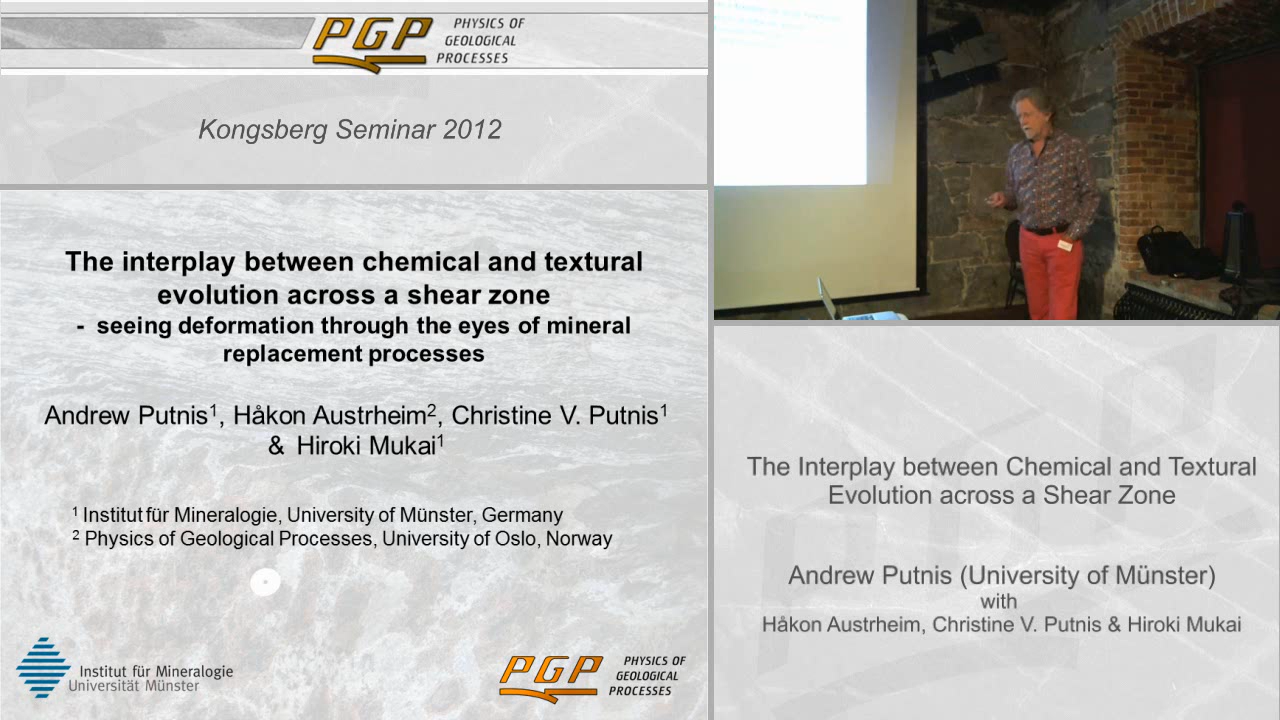 PGP
PHYSICS OF
GEOLOGICAL
PROCESSES
Kongsberg Seminar 2012
The interplay between chemical and textural
evolution across a shear zone
- seeing deformation through the eyes of mineral
replacement processes
Andrew Putnis¹, Håkon Austrheim², Christine V. Putnis¹
& Hiroki Mukai¹
¹ Institut für Mineralogie, University of Münster, Germany
² Physics of Geological Processes, University of Oslo, Norway
Institut für Mineralogie
Universität Münster
PGP
PHYSICS OF
GEOLOGICAL
PROCESSES
The Interplay between Chemical and Textural
Evolution across a Shear Zone
Andrew Putnis (University of Münster)
with
Håkon Austrheim, Christine V. Putnis & Hiroki Mukai